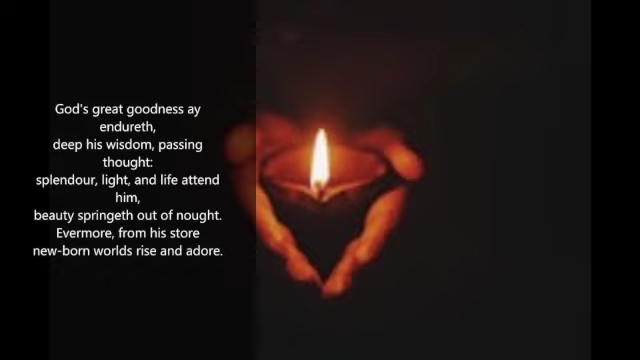 God's great goodness ay
endureth,
deep his wisdom, passing
thought:
splendour, light, and life attend
him,
beauty springeth out of nought.
Evermore, from his store
new-born worlds rise and adore.